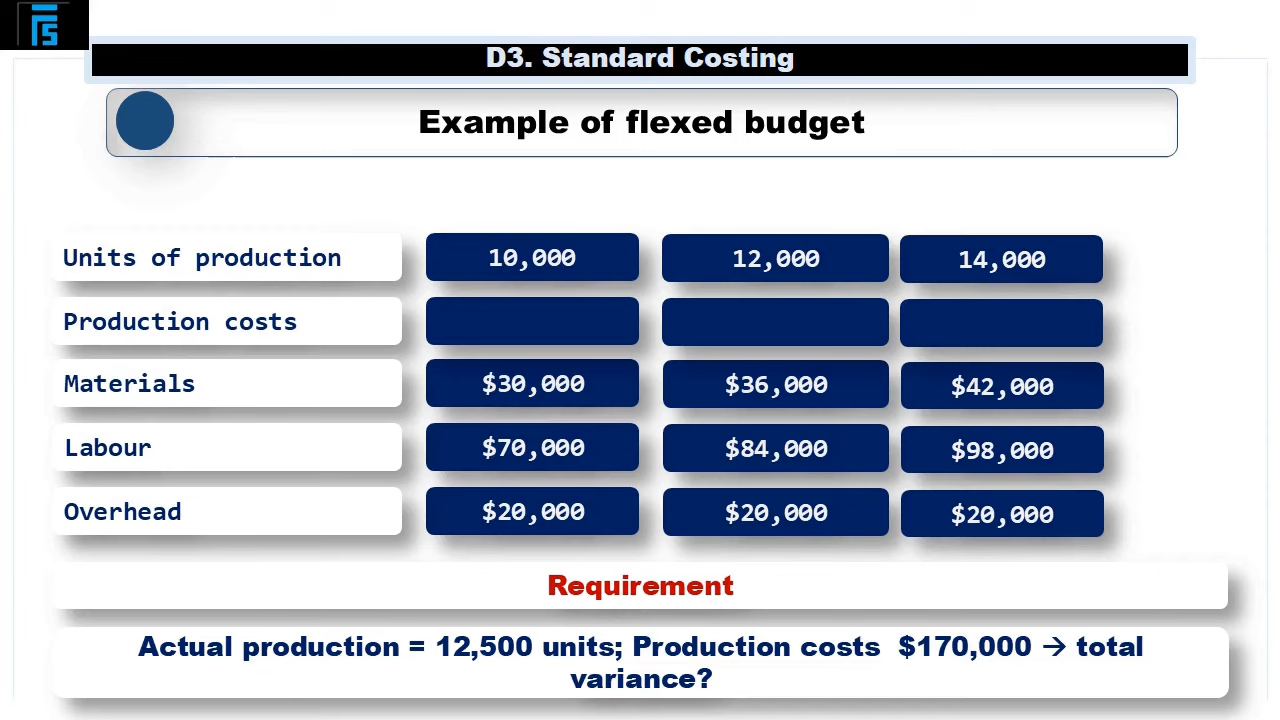 FTS
D3. Standard Costing
Example of flexed budget
Units of production 10,000 12,000 14,000
Production costs
Materials $30,000 $36,000 $42,000
Labour $70,000 $84,000 $98,000
Overhead $20,000 $20,000 $20,000
Requirement
Actual production = 12,500 units; Production costs $170,000 → total
variance?